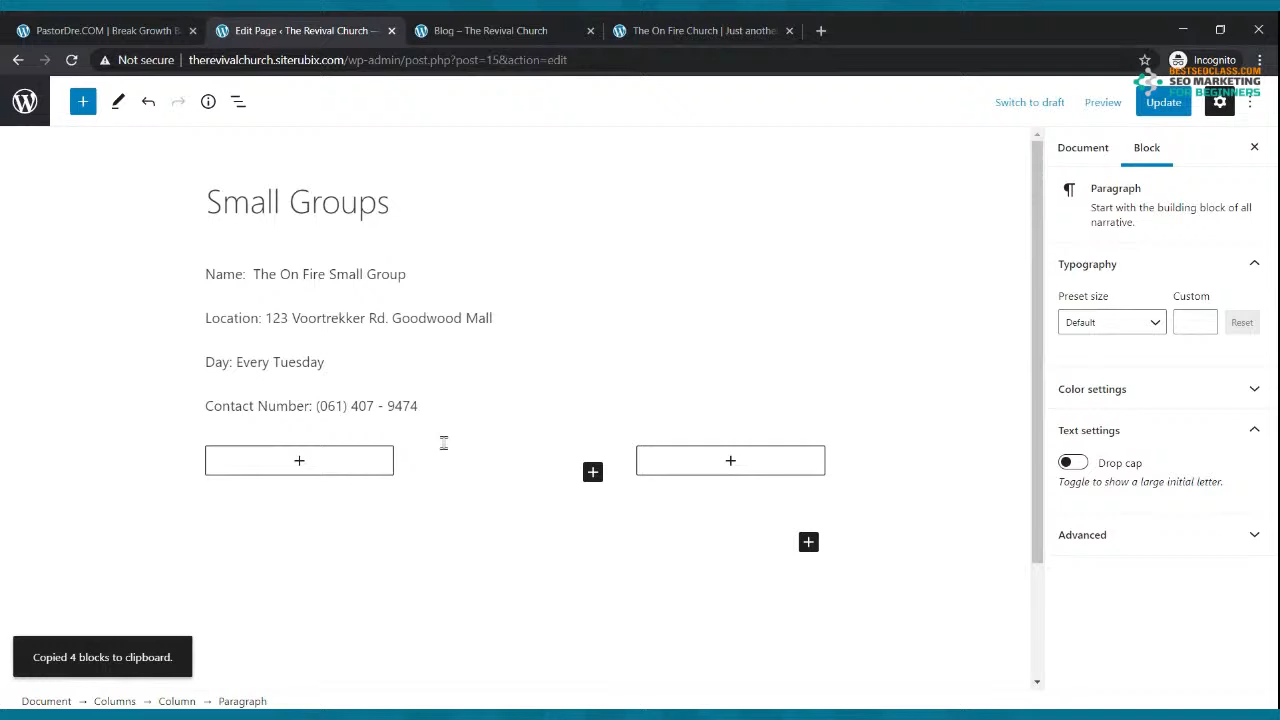 PastorDre.COM | Break Growth B
Edit Page ‹ The Revival Church —
Blog – The Revival Church
The On Fire Church | Just anothe
Not secure | therevivalchurch.siterubix.com/wp-admin/post.php?post=15&action=edit
Incognito
BESTSEOCLASS.COM
SEO MARKETING
FOR BEGINNERS
Switch to draft
Preview
Update
Document
Block
Paragraph
Start with the building block of all
narrative.
Typography
Preset size
Custom
Default
Reset
Color settings
Text settings
Drop cap
Toggle to show a large initial letter.
Advanced
Small Groups
Name:  The On Fire Small Group
Location: 123 Voortrekker Rd. Goodwood Mall
Day: Every Tuesday
Contact Number: (061) 407 - 9474
Copied 4 blocks to clipboard.
Document → Columns → Column → Paragraph